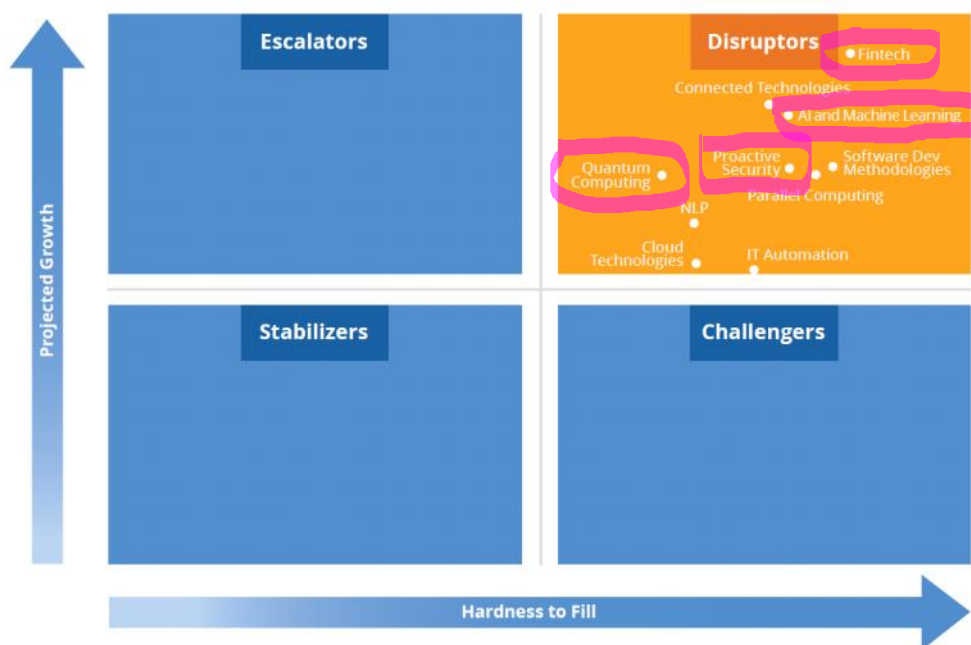 Escalators
Disruptors
Fintech
Connected Technologies
AI and Machine Learning
Quantum
Computing
Proactive
Security
Software Dev
Methodologies
Parallel Computing
NLP
Cloud
Technologies
IT Automation
Projected Growth
Stabilizers
Challengers
Hardness to Fill